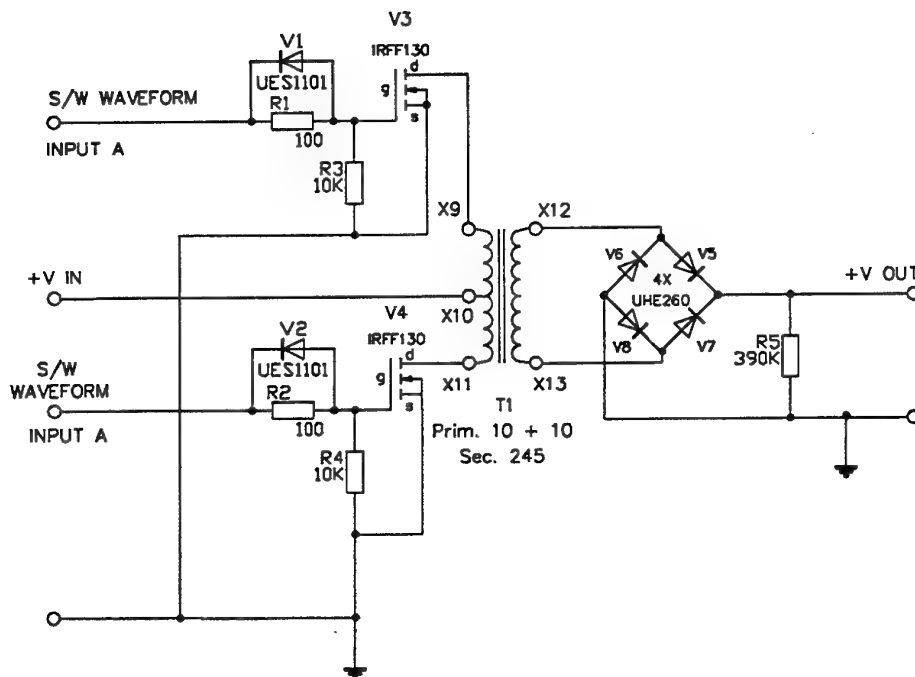 V3
IRFF130
V1
UES1101
d
g
s
S/W WAVEFORM
R1
100
INPUT A
R3
10K
X9
X12
V6
V5
4X
UHE260
V8
V7
+V IN
X10
+V OUT
V4
IRFF130
V2
UES1101
d
g
s
X11
X13
R5
390K
S/W
WAVEFORM
R2
100
INPUT A
T1
Prim. 10 + 10
Sec. 245
R4
10K